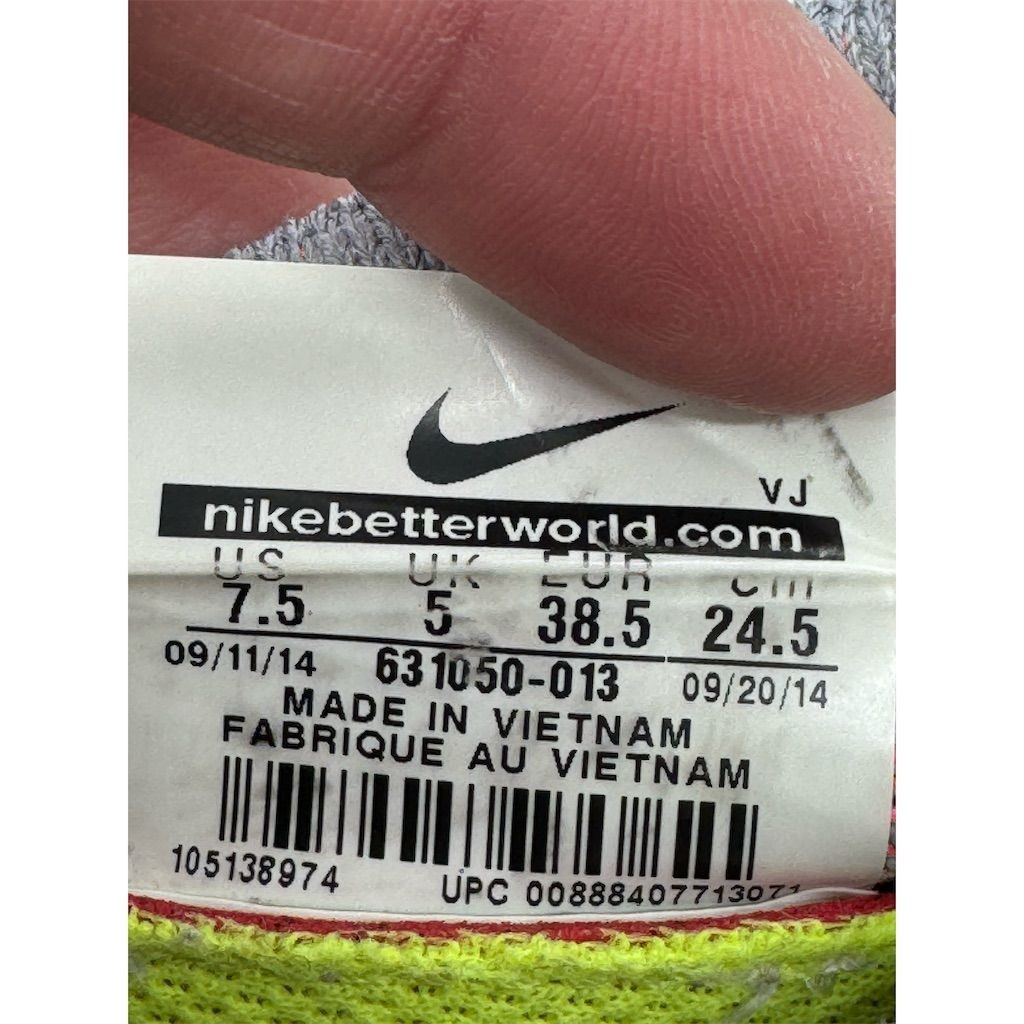 VJ
nikebetterworld.com
US UK EUR cm
7.5 5 38.5 24.5
09/11/14 631050-013 09/20/14
MADE IN VIETNAM
FABRIQUE AU VIETNAM
105138974
UPC 00888407713071